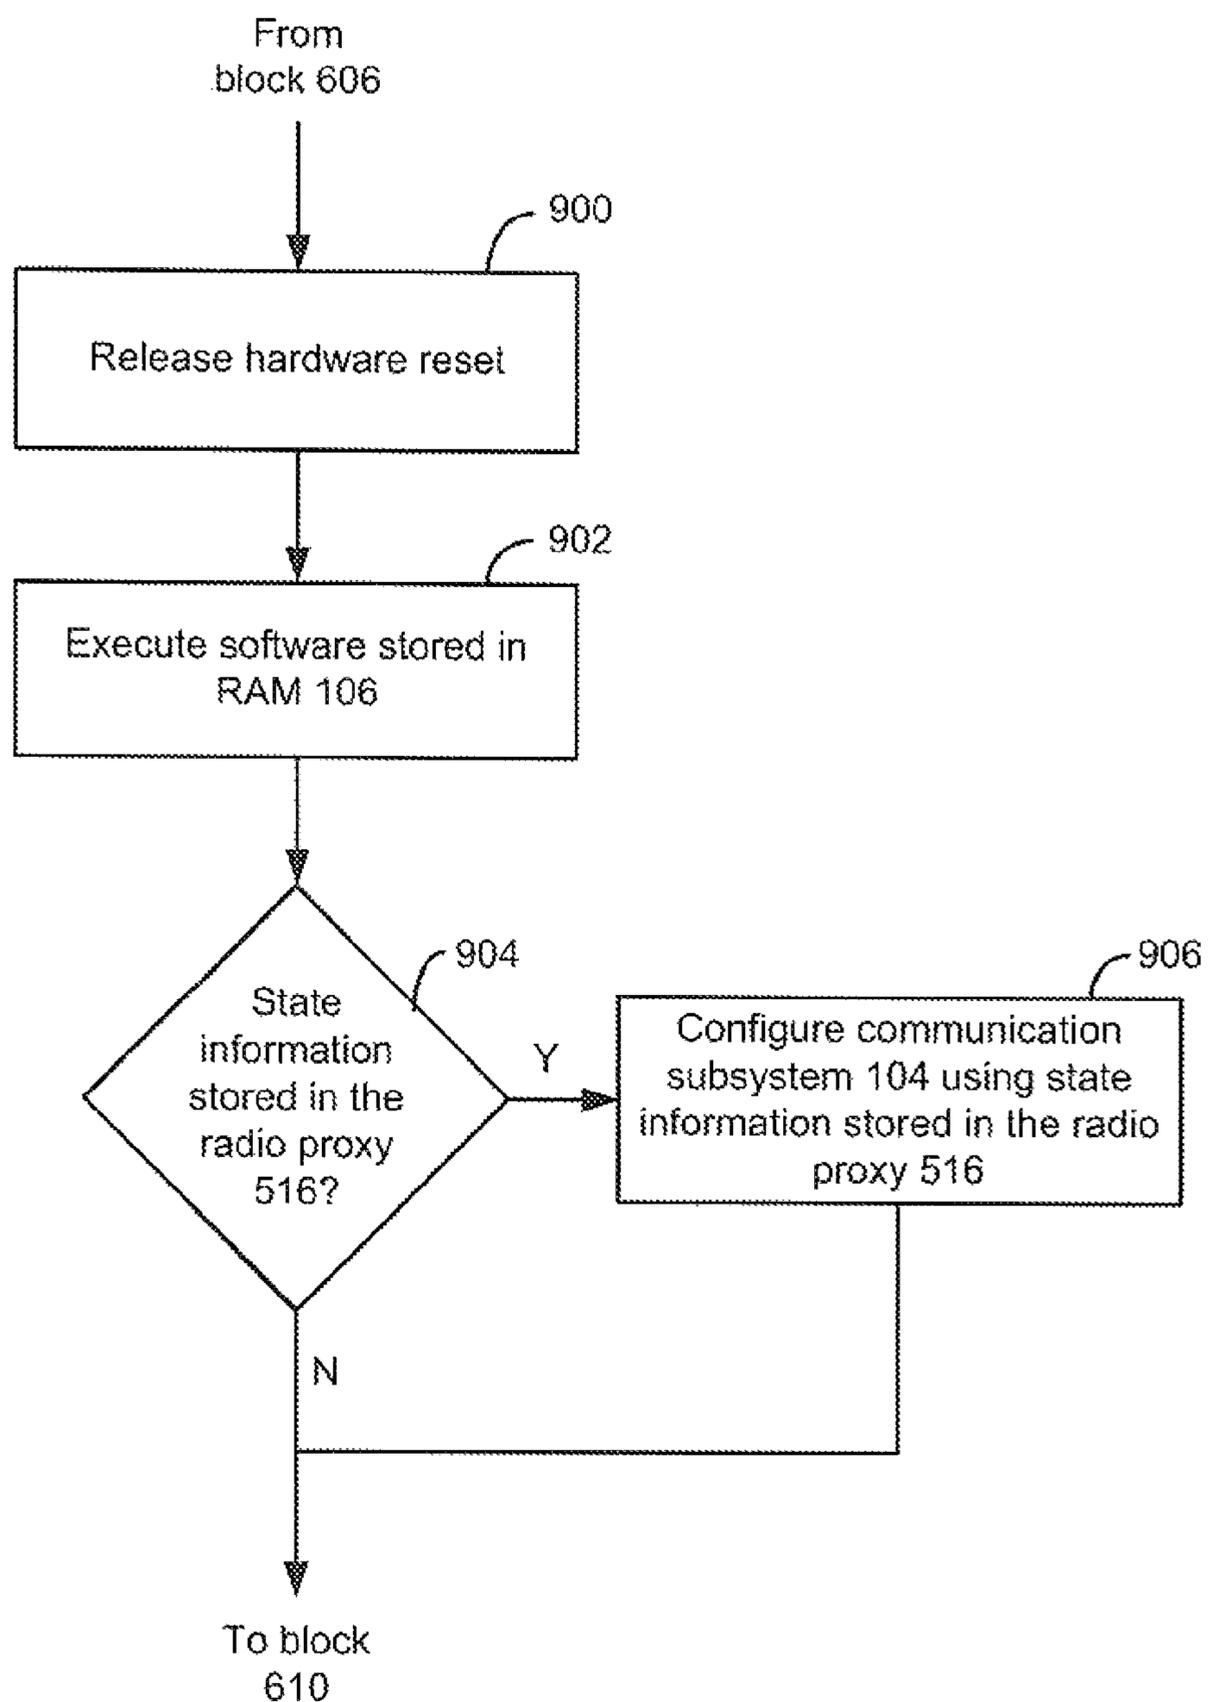 From
block 606
900
Release hardware reset
902
Execute software stored in
RAM 106
904
State
information
stored in the
radio proxy
516?
Y
906
Configure communication
subsystem 104 using state
information stored in the radio
proxy 516
N
To block
610